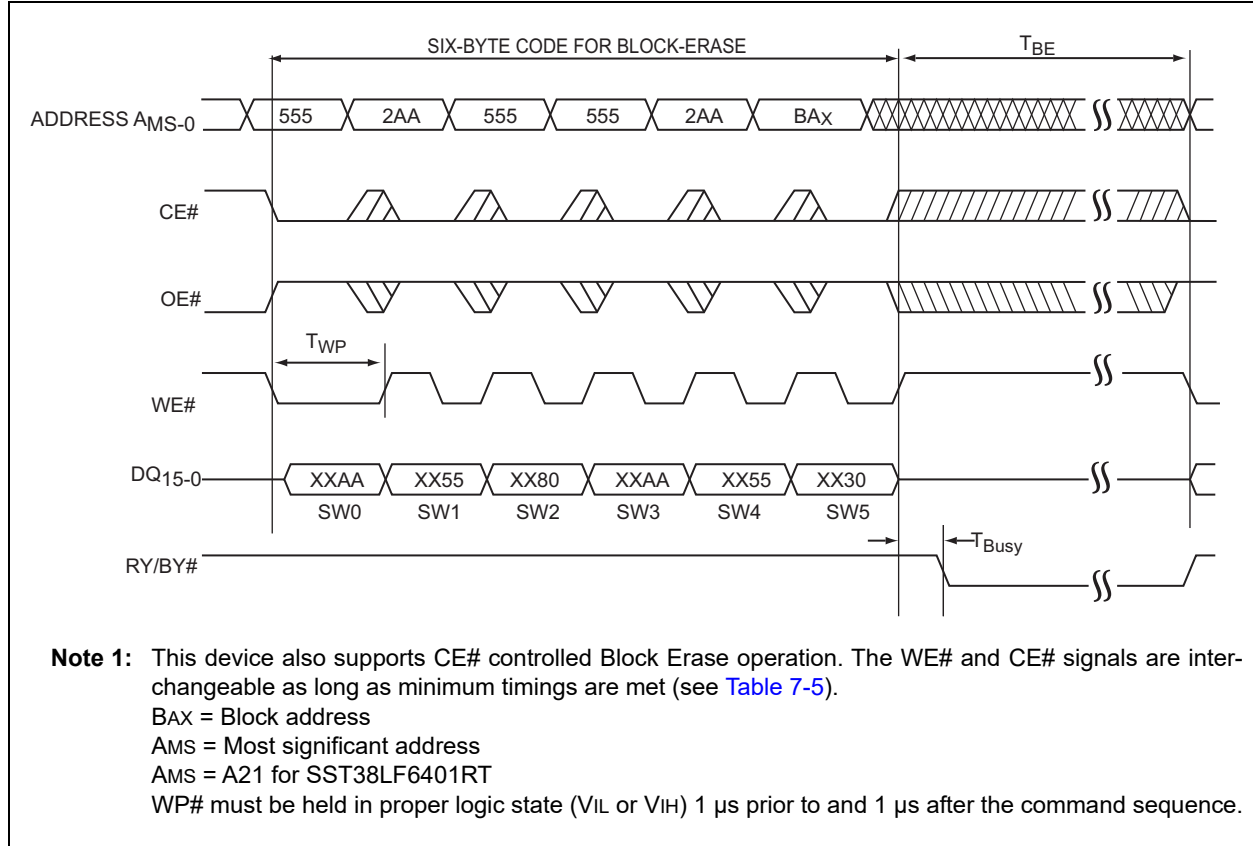 SIX-BYTE CODE FOR BLOCK-ERASE
TBE
ADDRESS AMS-0
555 2AA 555 555 2AA BAX
CE#
OE#
TWP
WE#
DQ15-0
XXAA XX55 XX80 XXAA XX55 XX30
SW0 SW1 SW2 SW3 SW4 SW5
TBusy
RY/BY#
Note 1: This device also supports CE# controlled Block Erase operation. The WE# and CE# signals are inter-
changeable as long as minimum timings are met (see Table 7-5).
BAX = Block address
AMS = Most significant address
AMS = A21 for SST38LF6401RT
WP# must be held in proper logic state (VIL or VIH) 1 µs prior to and 1 µs after the command sequence.